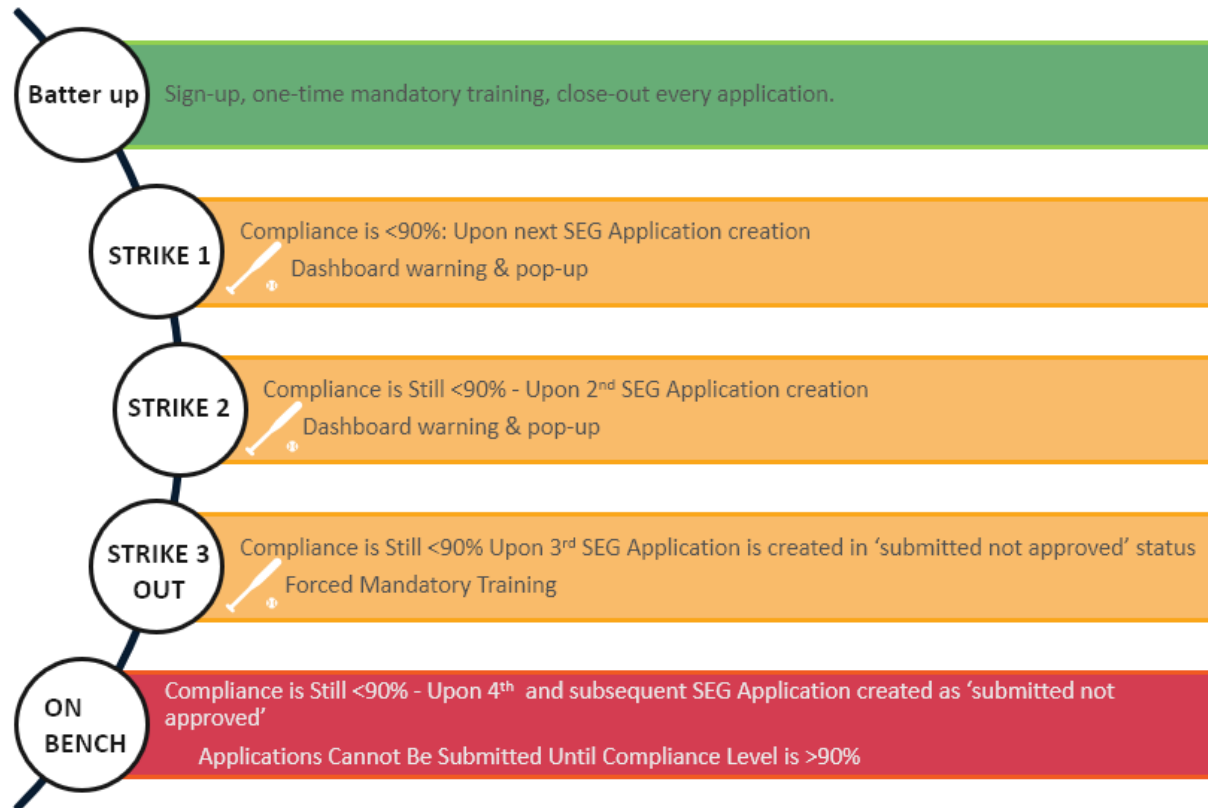 Batter up
Sign-up, one-time mandatory training, close-out every application.
STRIKE 1
Compliance is <90%: Upon next SEG Application creation
Dashboard warning & pop-up
STRIKE 2
Compliance is Still <90% - Upon 2nd SEG Application creation
Dashboard warning & pop-up
STRIKE 3
OUT
Compliance is Still <90% Upon 3rd SEG Application is created in ‘submitted not approved’ status
Forced Mandatory Training
ON
BENCH
Compliance is Still <90% - Upon 4th and subsequent SEG Application created as ‘submitted not
approved’
Applications Cannot Be Submitted Until Compliance Level is >90%